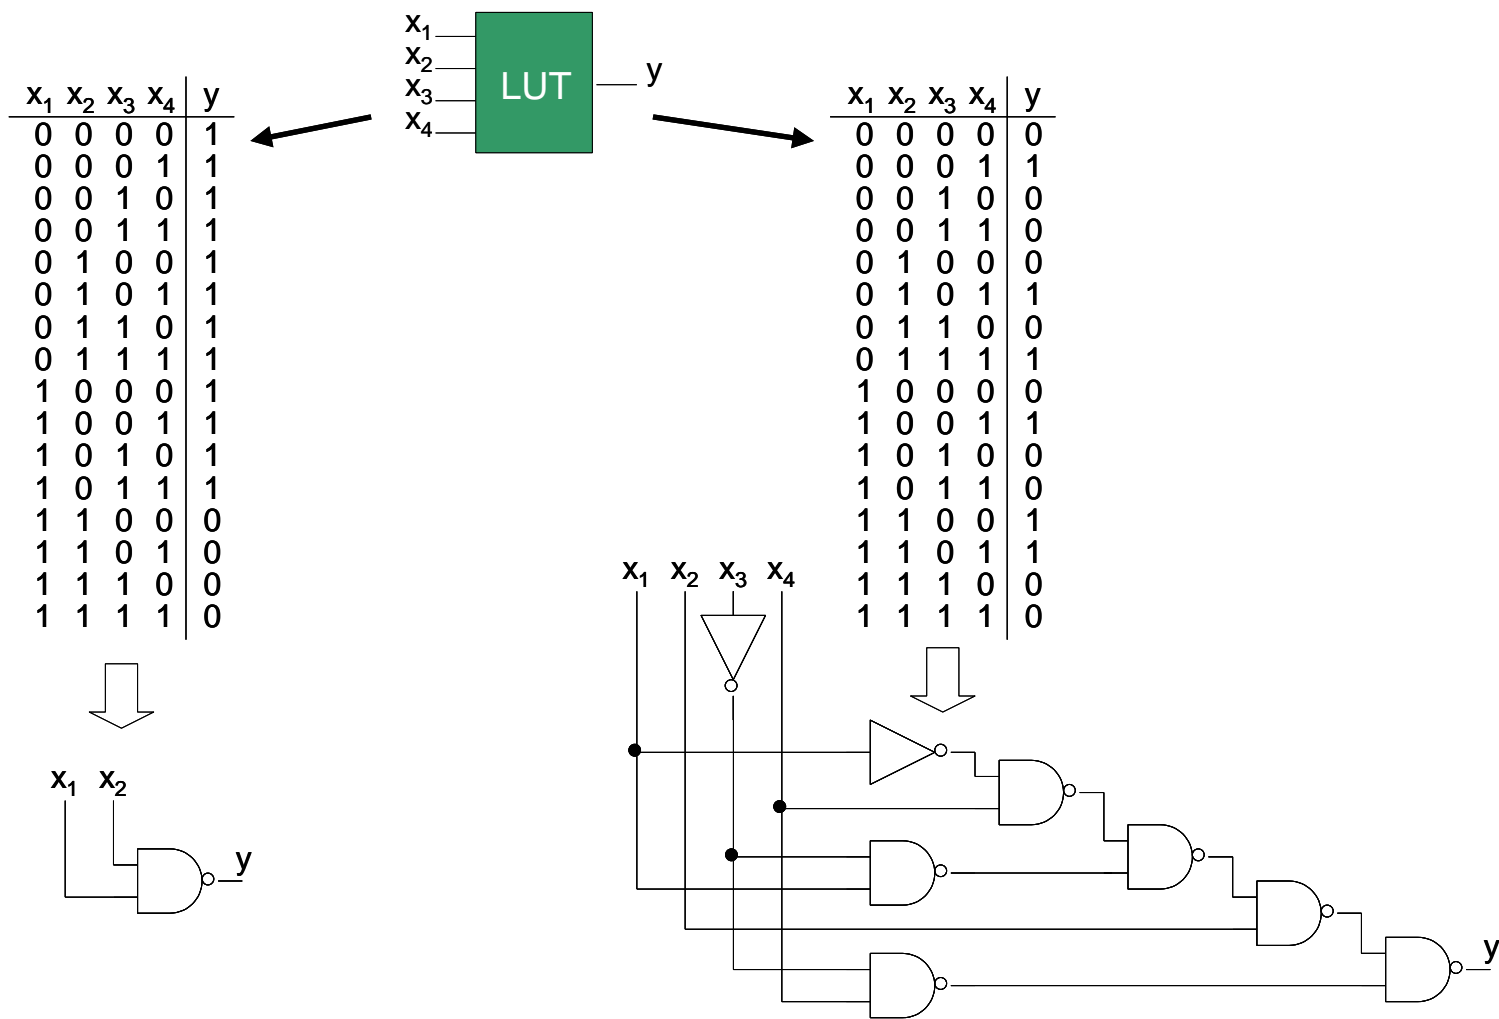 x1
x2
x3
x4
LUT
y
x1 x2 x3 x4 y
0 0 0 0 1
0 0 0 1 1
0 0 1 0 1
0 0 1 1 1
0 1 0 0 1
0 1 0 1 1
0 1 1 0 1
0 1 1 1 1
1 0 0 0 1
1 0 0 1 1
1 0 1 0 1
1 0 1 1 1
1 1 0 0 0
1 1 0 1 0
1 1 1 0 0
1 1 1 1 0
x1 x2 x3 x4 y
0 0 0 0 0
0 0 0 1 1
0 0 1 0 0
0 0 1 1 0
0 1 0 0 0
0 1 0 1 1
0 1 1 0 0
0 1 1 1 1
1 0 0 0 0
1 0 0 1 1
1 0 1 0 0
1 0 1 1 0
1 1 0 0 1
1 1 0 1 1
1 1 1 0 0
1 1 1 1 0
x1 x2
y
x1 x2 x3 x4
y